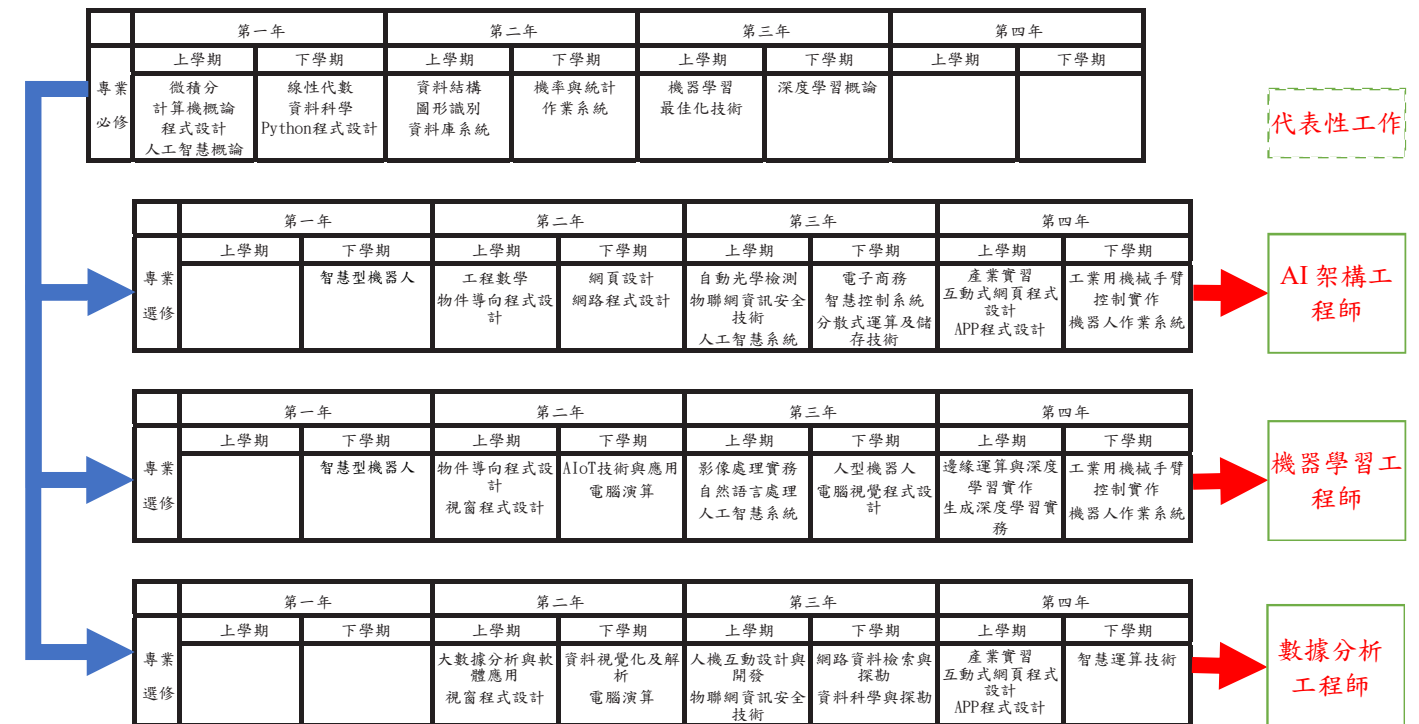 第一年 第二年 第三年 第四年
上學期 下學期 上學期 下學期 上學期 下學期 上學期 下學期
專業
必修
微積分
計算機概論
程式設計
人工智慧概論
線性代數
資料科學
Python程式設計
資料結構
圖形識別
資料庫系統
機率與統計
作業系統
機器學習
最佳化技術
深度學習概論
代表性工作
第一年 第二年 第三年 第四年
上學期 下學期 上學期 下學期 上學期 下學期 上學期 下學期
專業
選修
智慧型機器人
工程數學
物件導向程式設
計
網頁設計
網路程式設計
自動光學檢測
物聯網資訊安全
技術
人工智慧系統
電子商務
智慧控制系統
分散式運算及儲
存技術
產業實習
互動式網頁程式
設計
APP程式設計
工業用機械手臂
控制實作
機器人作業系統
AI 架構工
程師
第一年 第二年 第三年 第四年
上學期 下學期 上學期 下學期 上學期 下學期 上學期 下學期
專業
選修
智慧型機器人
物件導向程式設
計
視窗程式設計
AIoT技術與應用
電腦演算
影像處理實務
自然語言處理
人工智慧系統
人型機器人
電腦視覺程式設
計
邊緣運算與深度
學習實作
生成深度學習實
務
工業用機械手臂
控制實作
機器人作業系統
機器學習工
程師
第一年 第二年 第三年 第四年
上學期 下學期 上學期 下學期 上學期 下學期 上學期 下學期
專業
選修
大數據分析與軟
體應用
視窗程式設計
資料視覺化及解
析
電腦演算
人機互動設計與
開發
物聯網資訊安全
技術
網路資料檢索與
探勘
資料科學與探勘
產業實習
互動式網頁程式
設計
APP程式設計
智慧運算技術
數據分析
工程師